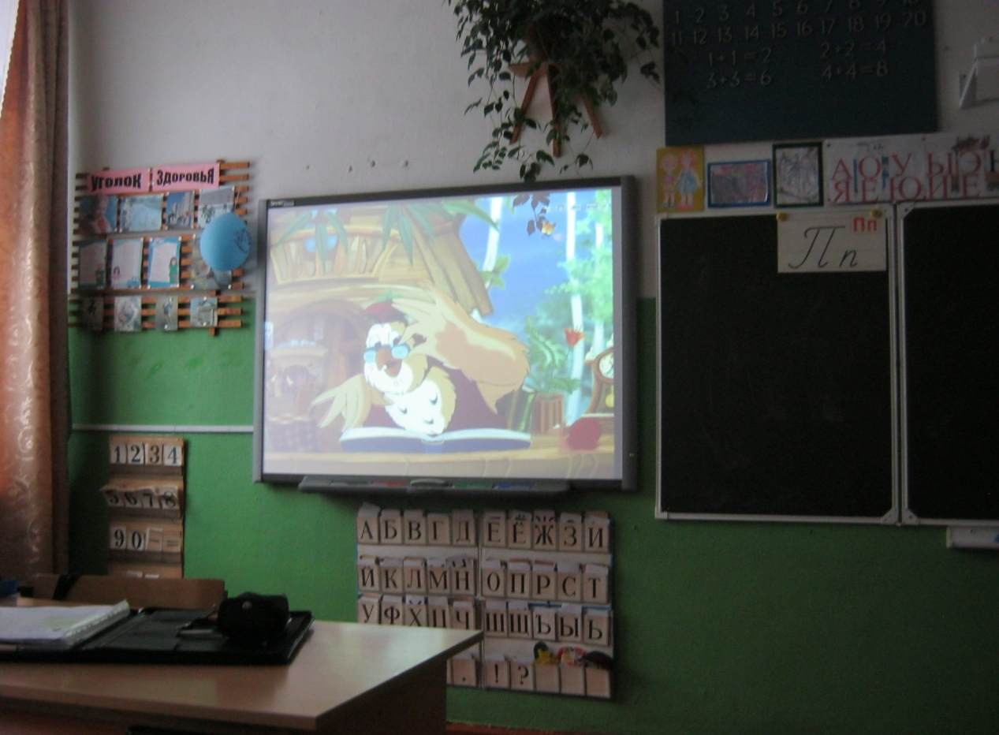 1 2 3 4 5 6 7 8 9 10
11 12 13 14 15 16 17 18 19 20
1+1=2 2+2=4
3+3=6 4+4=8
УГОЛОК ЗДОРОВЬЯ
А О У Ы Э
Я Е Ё Ю И Е
Пп
П п
1 2 3 4
5 6 7 8
9 0 - =
А Б В Г Д Е Ё Ж З И
Й К Л М Н О П Р С Т
У Ф Х Ц Ч Ш Щ Ъ Ы Ь
. ! ?